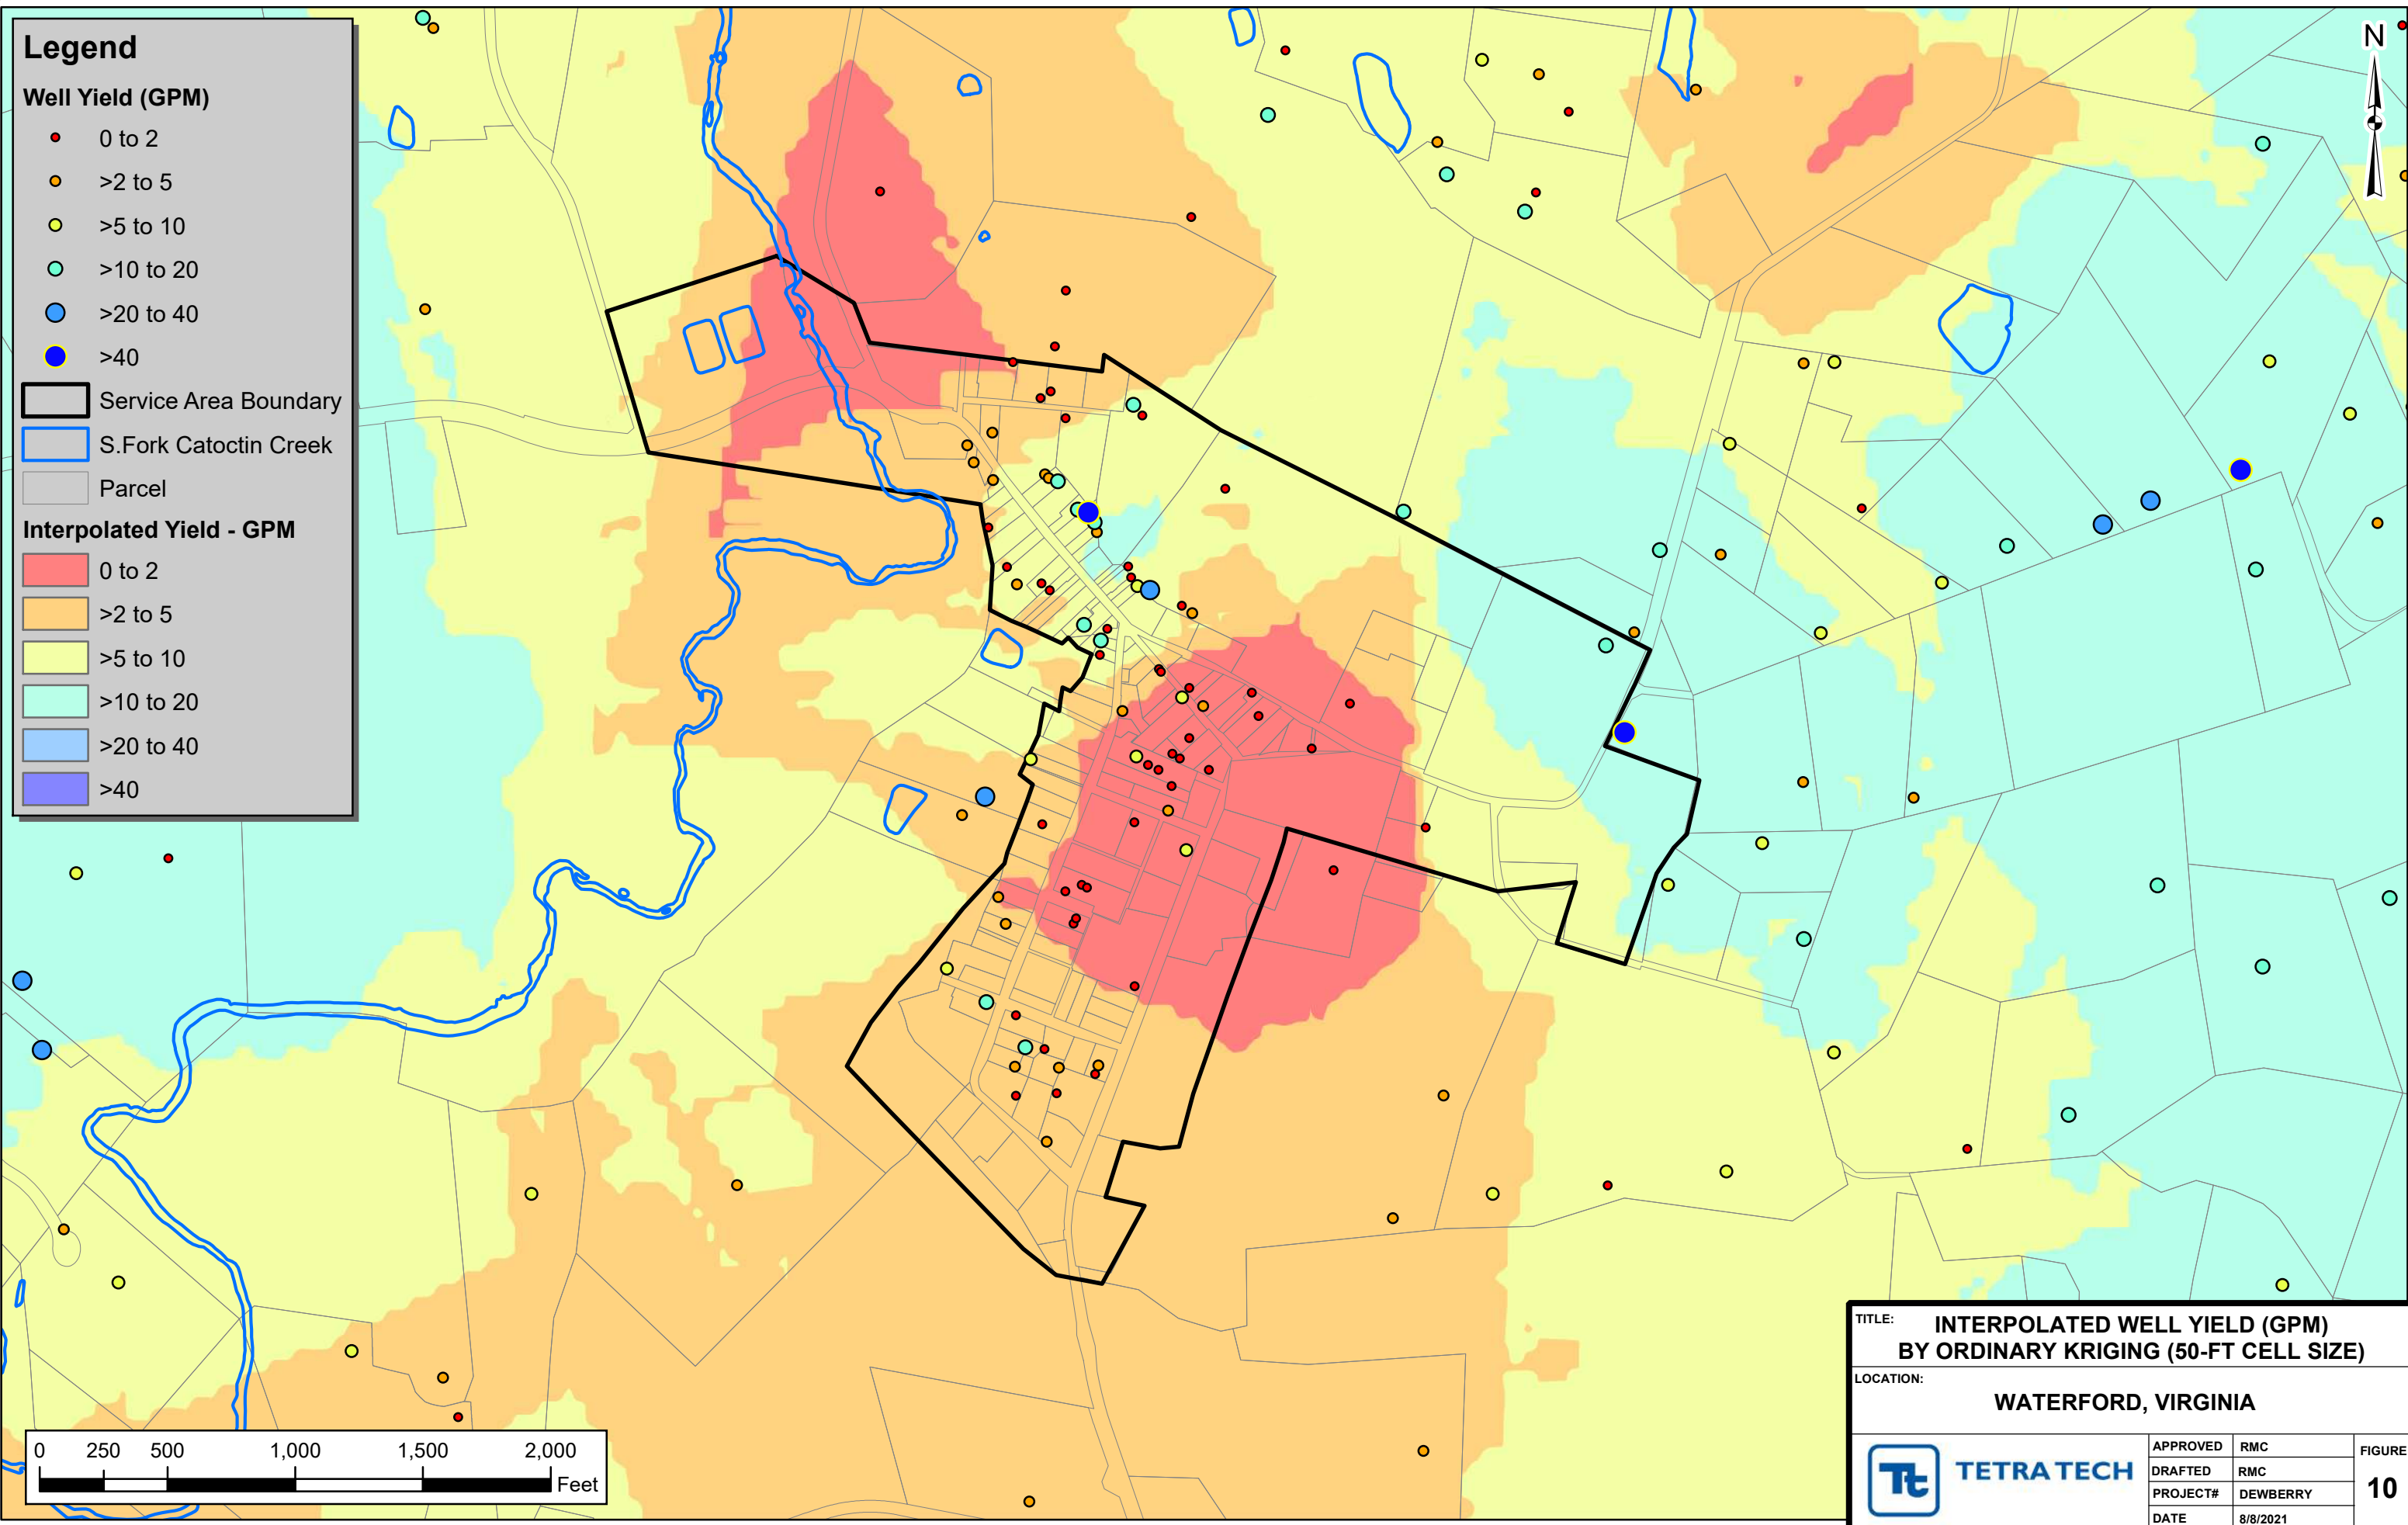 Legend
Well Yield (GPM)
0 to 2
>2 to 5
>5 to 10
>10 to 20
>20 to 40
>40
Service Area Boundary
S.Fork Catoctin Creek
Parcel
Interpolated Yield - GPM
0 to 2
>2 to 5
>5 to 10
>10 to 20
>20 to 40
>40
N
0 250 500 1,000 1,500 2,000
Feet
TITLE: INTERPOLATED WELL YIELD (GPM)
BY ORDINARY KRIGING (50-FT CELL SIZE)
LOCATION:
WATERFORD, VIRGINIA
Tt TETRA TECH
APPROVED RMC
DRAFTED RMC
PROJECT# DEWBERRY
DATE 8/8/2021
FIGURE
10